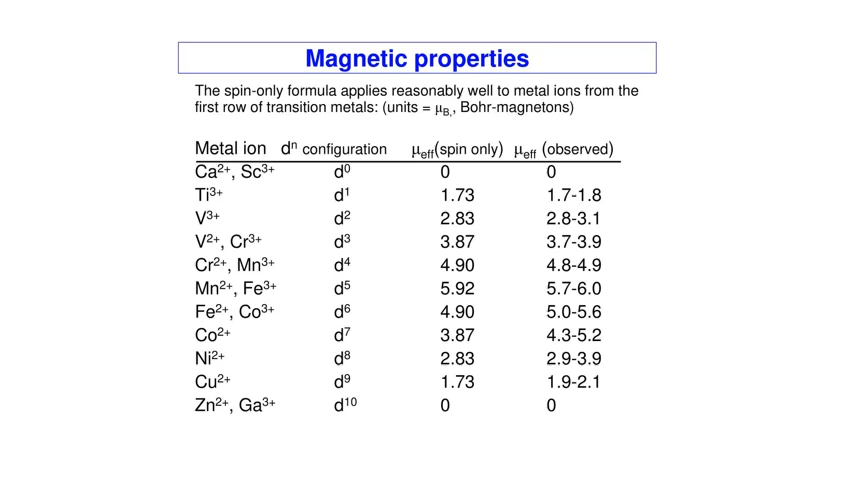 Magnetic properties
The spin-only formula applies reasonably well to metal ions from the
first row of transition metals: (units = μB,, Bohr-magnetons)
Metal ion dⁿ configuration μeff(spin only) μeff (observed)
Ca²⁺, Sc³⁺ d⁰ 0 0
Ti³⁺ d¹ 1.73 1.7-1.8
V³⁺ d² 2.83 2.8-3.1
V²⁺, Cr³⁺ d³ 3.87 3.7-3.9
Cr²⁺, Mn³⁺ d⁴ 4.90 4.8-4.9
Mn²⁺, Fe³⁺ d⁵ 5.92 5.7-6.0
Fe²⁺, Co³⁺ d⁶ 4.90 5.0-5.6
Co²⁺ d⁷ 3.87 4.3-5.2
Ni²⁺ d⁸ 2.83 2.9-3.9
Cu²⁺ d⁹ 1.73 1.9-2.1
Zn²⁺, Ga³⁺ d¹⁰ 0 0